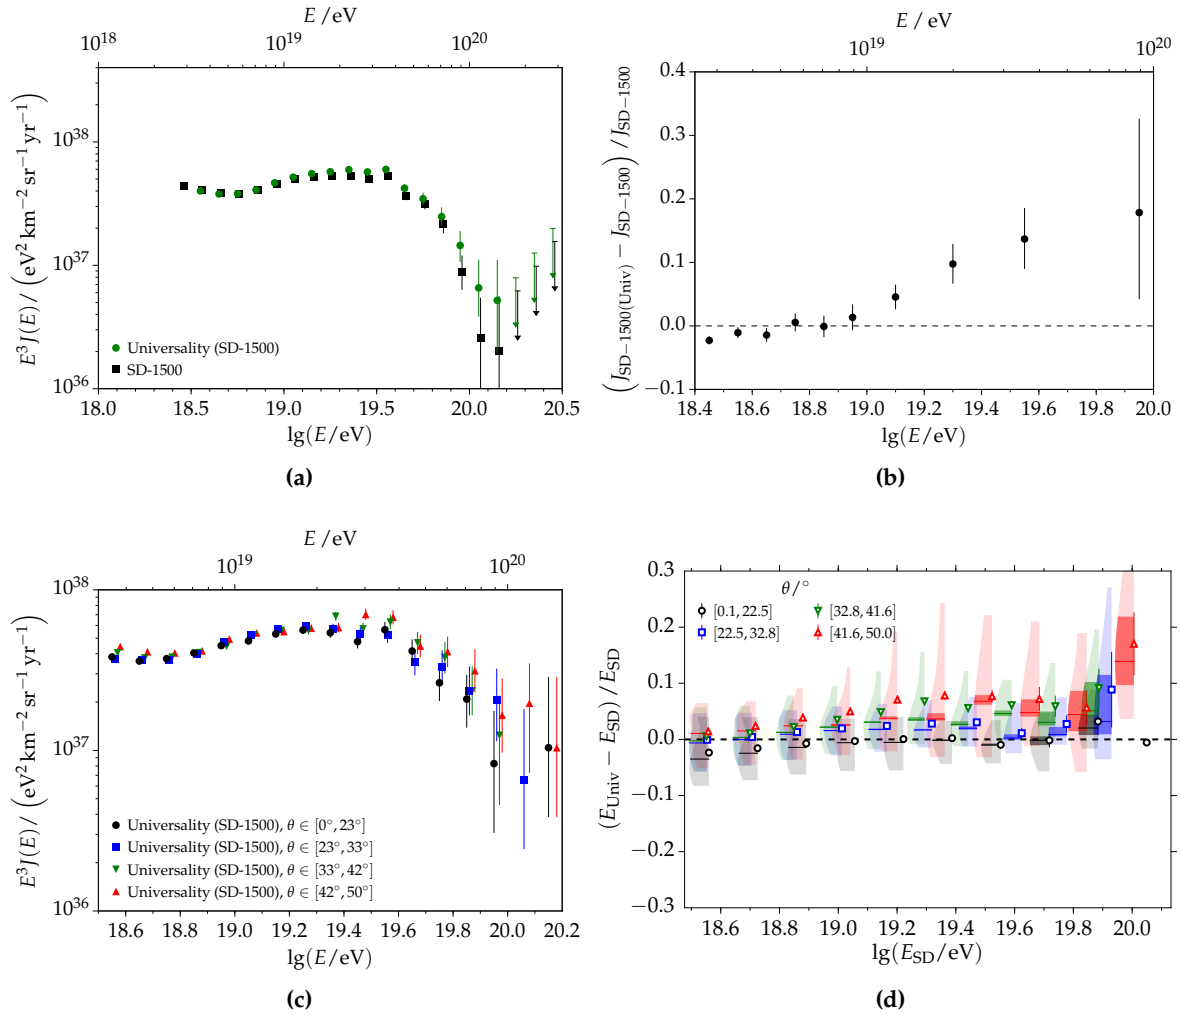 E / eV
10^18 10^19 10^20
10^38
10^37
10^36
E^3 J(E) / (eV^2 km^−2 sr^−1 yr^−1)
Universality (SD-1500)
SD-1500
18.0 18.5 19.0 19.5 20.0 20.5
lg(E/eV)
(a)
E / eV
10^19 10^20
0.4
0.3
0.2
0.1
0.0
−0.1
(J_SD−1500(Univ) − J_SD−1500) / J_SD−1500
18.4 18.6 18.8 19.0 19.2 19.4 19.6 19.8 20.0
lg(E/eV)
(b)
E / eV
10^19 10^20
10^38
10^37
10^36
E^3 J(E) / (eV^2 km^−2 sr^−1 yr^−1)
Universality (SD-1500), θ ∈ [0°, 23°]
Universality (SD-1500), θ ∈ [23°, 33°]
Universality (SD-1500), θ ∈ [33°, 42°]
Universality (SD-1500), θ ∈ [42°, 50°]
18.6 18.8 19.0 19.2 19.4 19.6 19.8 20.0 20.2
lg(E/eV)
(c)
0.3
0.2
0.1
0.0
−0.1
−0.2
−0.3
(E_Univ − E_SD) / E_SD
θ/°
[0.1, 22.5] [32.8, 41.6]
[22.5, 32.8] [41.6, 50.0]
18.6 18.8 19.0 19.2 19.4 19.6 19.8 20.0
lg(E_SD/eV)
(d)